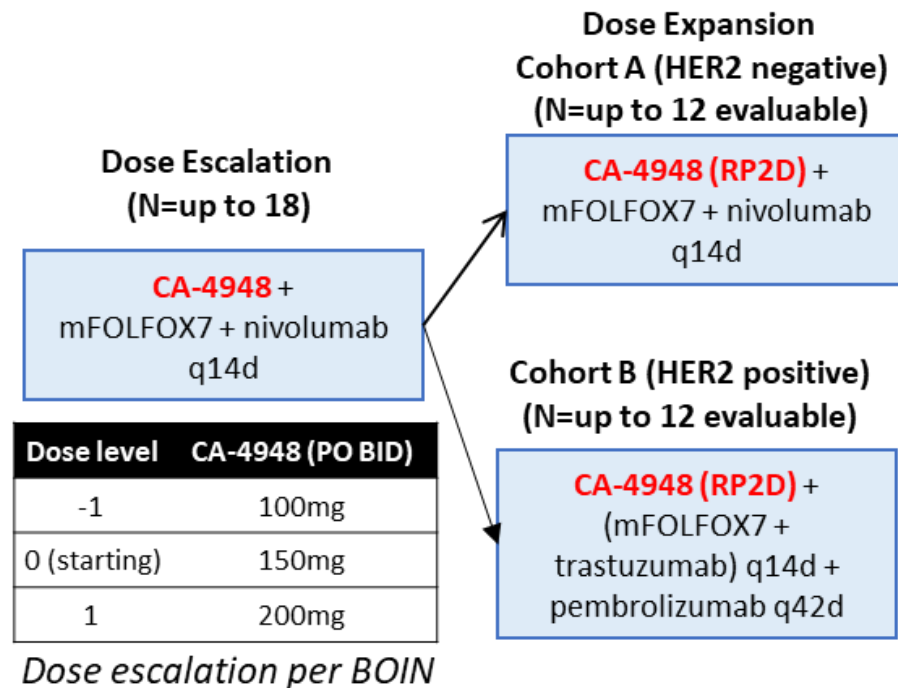 Dose Escalation
(N=up to 18)
CA-4948 +
mFOLFOX7 + nivolumab
q14d
Dose level CA-4948 (PO BID)
-1 100mg
0 (starting) 150mg
1 200mg
Dose escalation per BOIN
Dose Expansion
Cohort A (HER2 negative)
(N=up to 12 evaluable)
CA-4948 (RP2D) +
mFOLFOX7 + nivolumab
q14d
Cohort B (HER2 positive)
(N=up to 12 evaluable)
CA-4948 (RP2D) +
(mFOLFOX7 +
trastuzumab) q14d +
pembrolizumab q42d